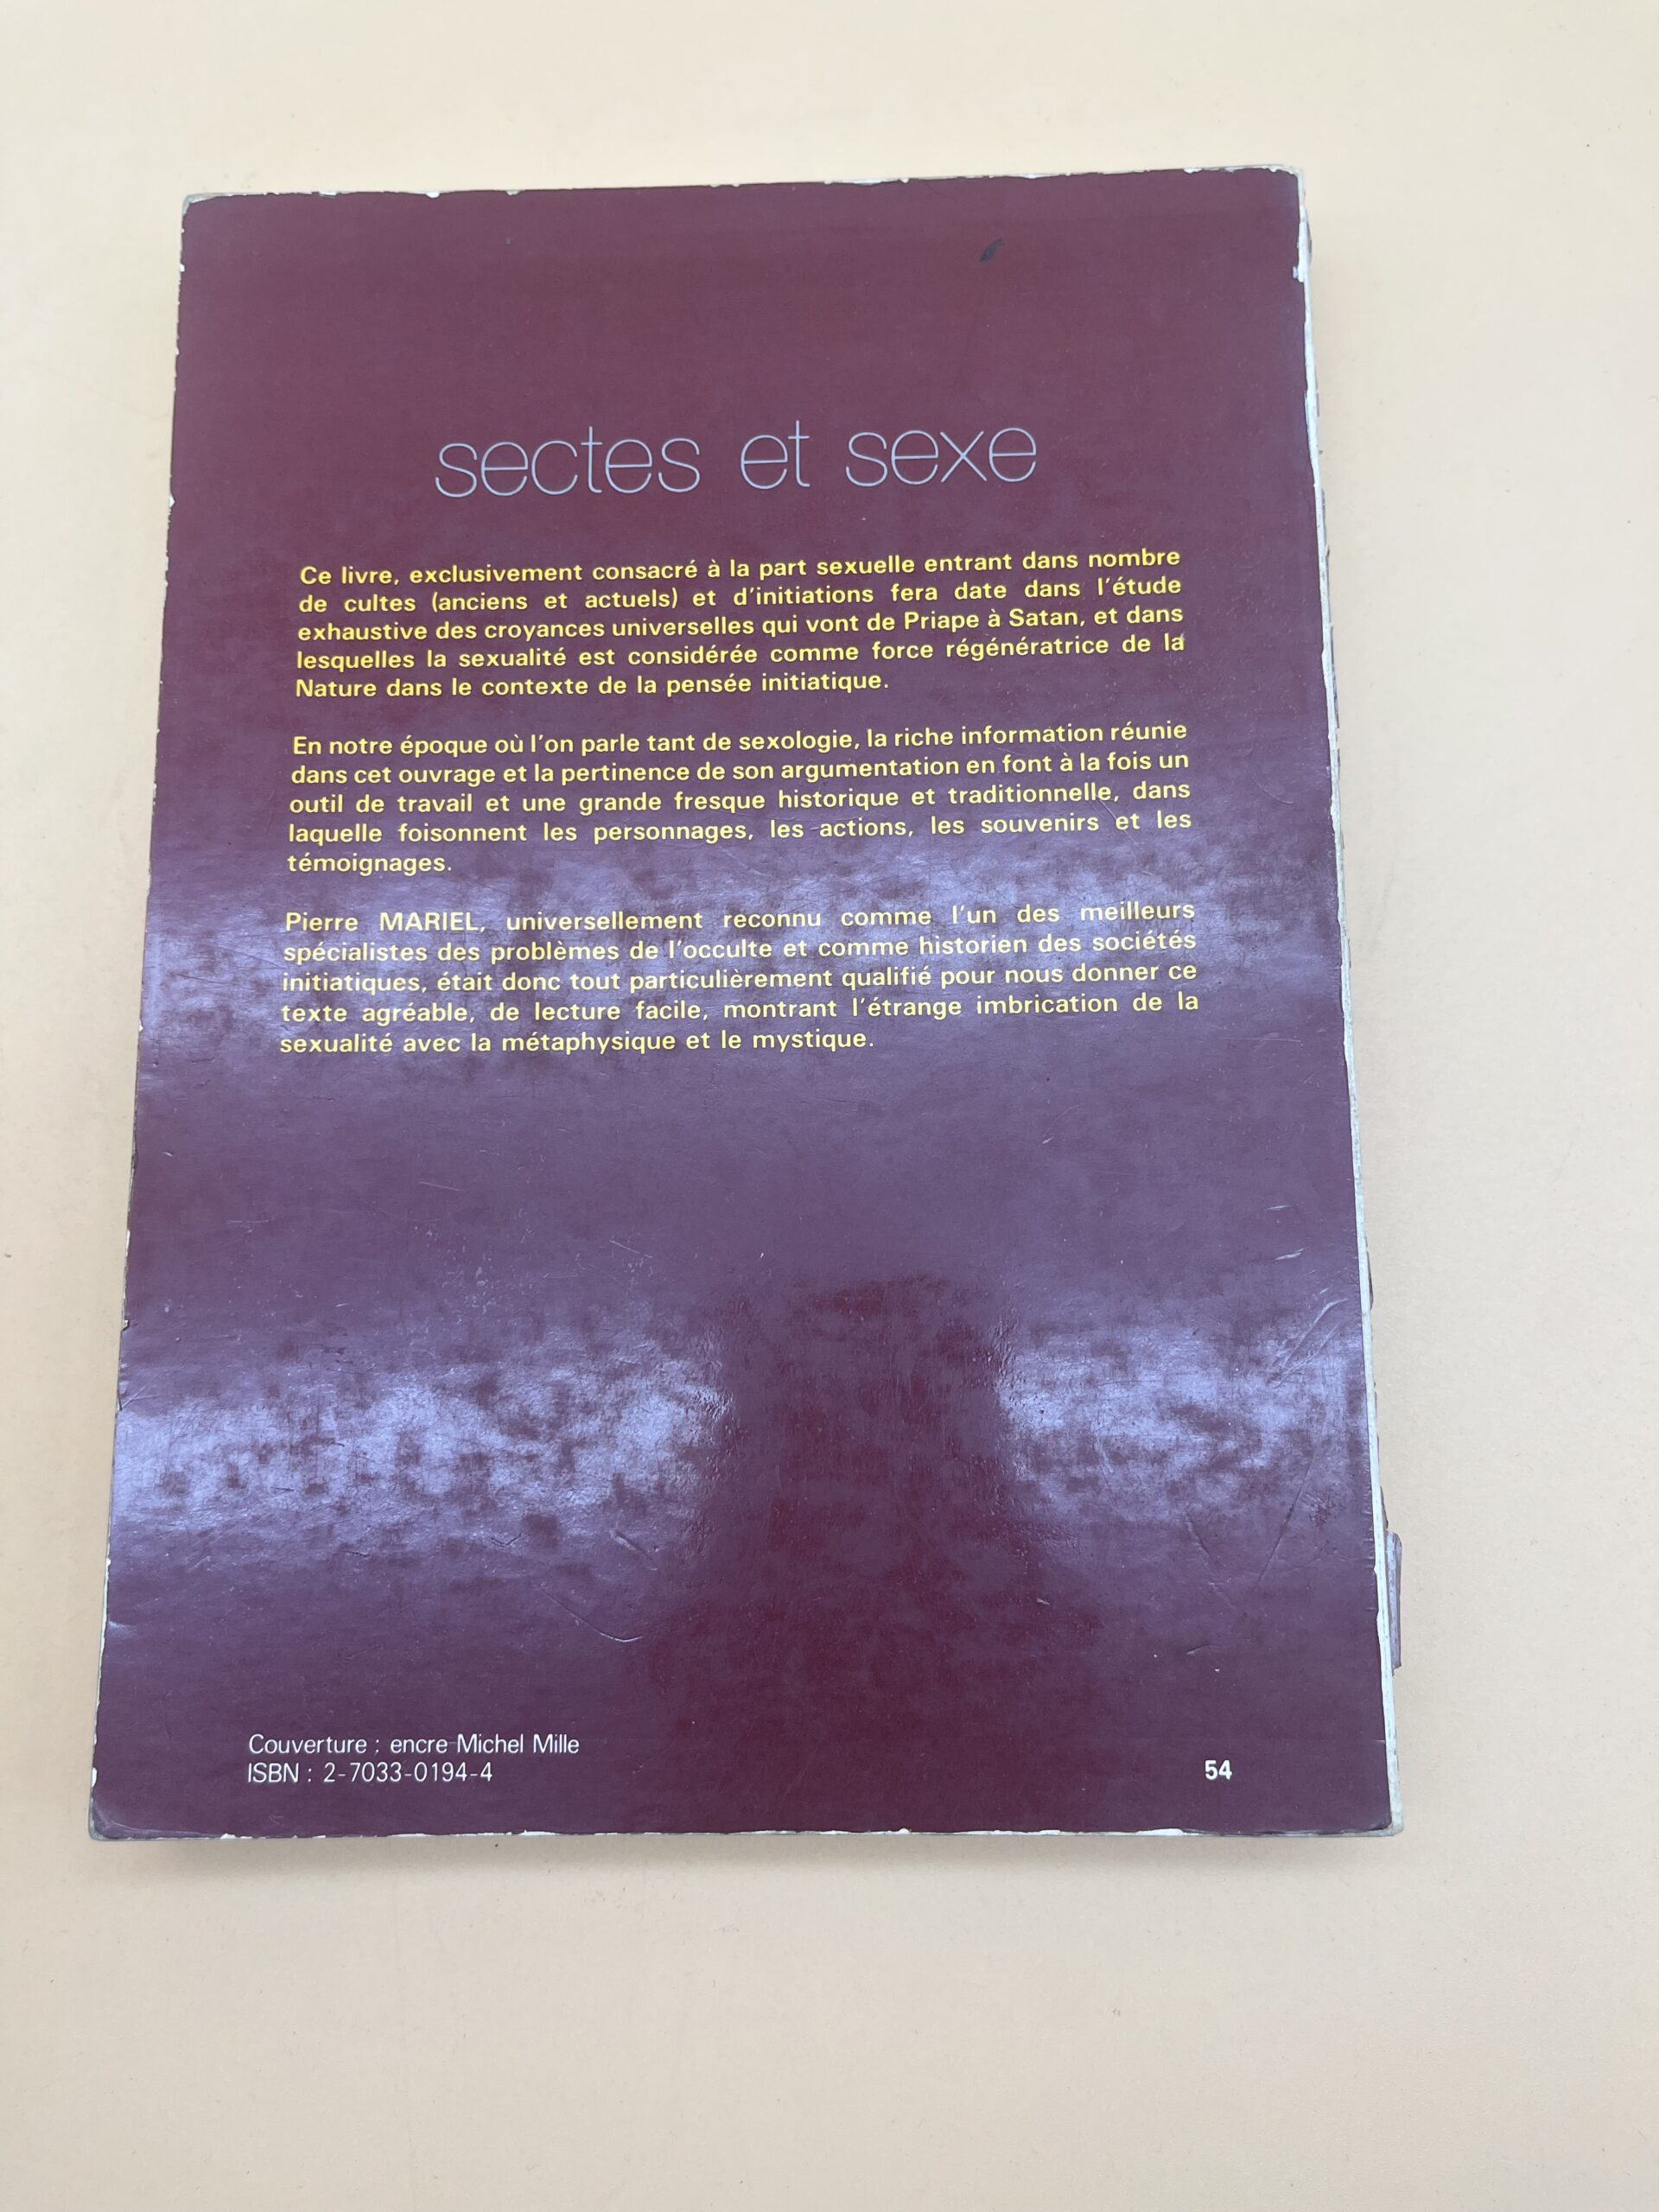 sectes et sexe
Ce livre, exclusivement consacré à la part sexuelle entrant dans nombre
de cultes (anciens et actuels) et d'initiations fera date dans l'étude
exhaustive des croyances universelles qui vont de Priape à Satan, et dans
lesquelles la sexualité est considérée comme force régénératrice de la
Nature dans le contexte de la pensée initiatique.
En notre époque où l'on parle tant de sexologie, la riche information réunie
dans cet ouvrage et la pertinence de son argumentation en font à la fois un
outil de travail et une grande fresque historique et traditionnelle, dans
laquelle foisonnent les personnages, les actions, les souvenirs et les
témoignages.
Pierre MARIEL, universellement reconnu comme l'un des meilleurs
spécialistes des problèmes de l'occulte et comme historien des sociétés
initiatiques, était donc tout particulièrement qualifié pour nous donner ce
texte agréable, de lecture facile, montrant l'étrange imbrication de la
sexualité avec la métaphysique et le mystique.
Couverture : encre Michel Mille
ISBN : 2-7033-0194-4
54